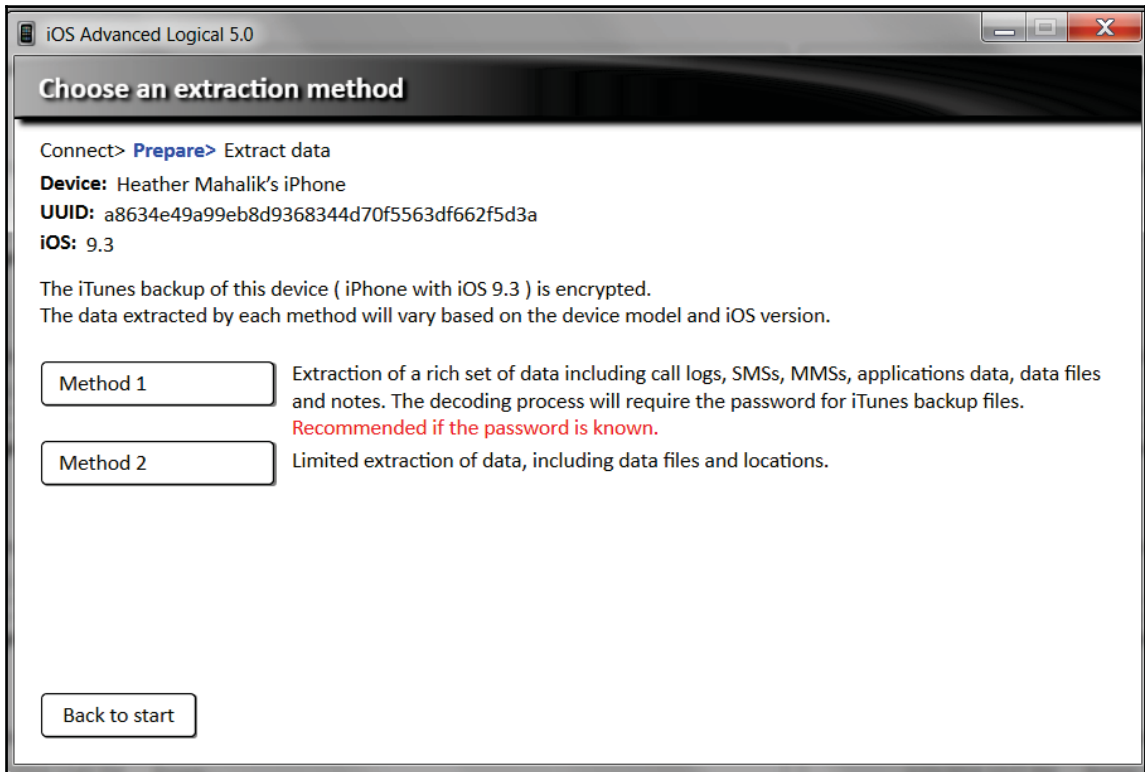 iOS Advanced Logical 5.0
Choose an extraction method
Connect> Prepare> Extract data
Device: Heather Mahalik's iPhone
UUID: a8634e49a99eb8d9368344d70f5563df662f5d3a
iOS: 9.3
The iTunes backup of this device ( iPhone with iOS 9.3 ) is encrypted.
The data extracted by each method will vary based on the device model and iOS version.
Method 1
Extraction of a rich set of data including call logs, SMSs, MMSs, applications data, data files
and notes. The decoding process will require the password for iTunes backup files.
Recommended if the password is known.
Method 2
Limited extraction of data, including data files and locations.
Back to start